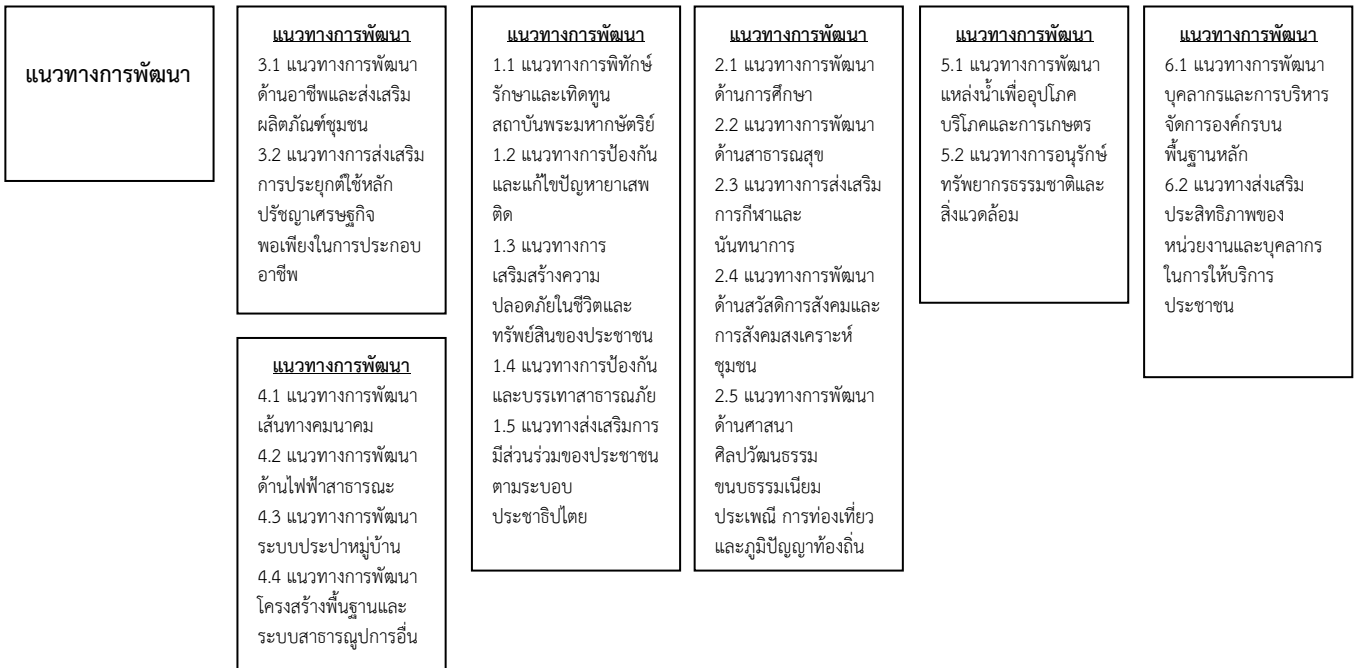 แนวทางการพัฒนา
แนวทางการพัฒนา
3.1 แนวทางการพัฒนา
ด้านอาชีพและส่งเสริม
ผลิตภัณฑ์ชุมชน
3.2 แนวทางการส่งเสริม
การประยุกต์ใช้หลัก
ปรัชญาเศรษฐกิจ
พอเพียงในการประกอบ
อาชีพ
แนวทางการพัฒนา
4.1 แนวทางการพัฒนา
เส้นทางคมนาคม
4.2 แนวทางการพัฒนา
ด้านไฟฟ้าสาธารณะ
4.3 แนวทางการพัฒนา
ระบบประปาหมู่บ้าน
4.4 แนวทางการพัฒนา
โครงสร้างพื้นฐานและ
ระบบสาธารณูปการอื่น
แนวทางการพัฒนา
1.1 แนวทางการพิทักษ์
รักษาและเทิดทูน
สถาบันพระมหากษัตริย์
1.2 แนวทางการป้องกัน
และแก้ไขปัญหายาเสพ
ติด
1.3 แนวทางการ
เสริมสร้างความ
ปลอดภัยในชีวิตและ
ทรัพย์สินของประชาชน
1.4 แนวทางการป้องกัน
และบรรเทาสาธารณภัย
1.5 แนวทางส่งเสริมการ
มีส่วนร่วมของประชาชน
ตามระบอบ
ประชาธิปไตย
แนวทางการพัฒนา
2.1 แนวทางการพัฒนา
ด้านการศึกษา
2.2 แนวทางการพัฒนา
ด้านสาธารณสุข
2.3 แนวทางการส่งเสริม
การกีฬาและ
นันทนาการ
2.4 แนวทางการพัฒนา
ด้านสวัสดิการสังคมและ
การสังคมสงเคราะห์
ชุมชน
2.5 แนวทางการพัฒนา
ด้านศาสนา
ศิลปวัฒนธรรม
ขนบธรรมเนียม
ประเพณี การท่องเที่ยว
และภูมิปัญญาท้องถิ่น
แนวทางการพัฒนา
5.1 แนวทางการพัฒนา
แหล่งน้ำเพื่ออุปโภค
บริโภคและการเกษตร
5.2 แนวทางการอนุรักษ์
ทรัพยากรธรรมชาติและ
สิ่งแวดล้อม
แนวทางการพัฒนา
6.1 แนวทางการพัฒนา
บุคลากรและการบริหาร
จัดการองค์กรบน
พื้นฐานหลัก
6.2 แนวทางส่งเสริม
ประสิทธิภาพของ
หน่วยงานและบุคลากร
ในการให้บริการ
ประชาชน